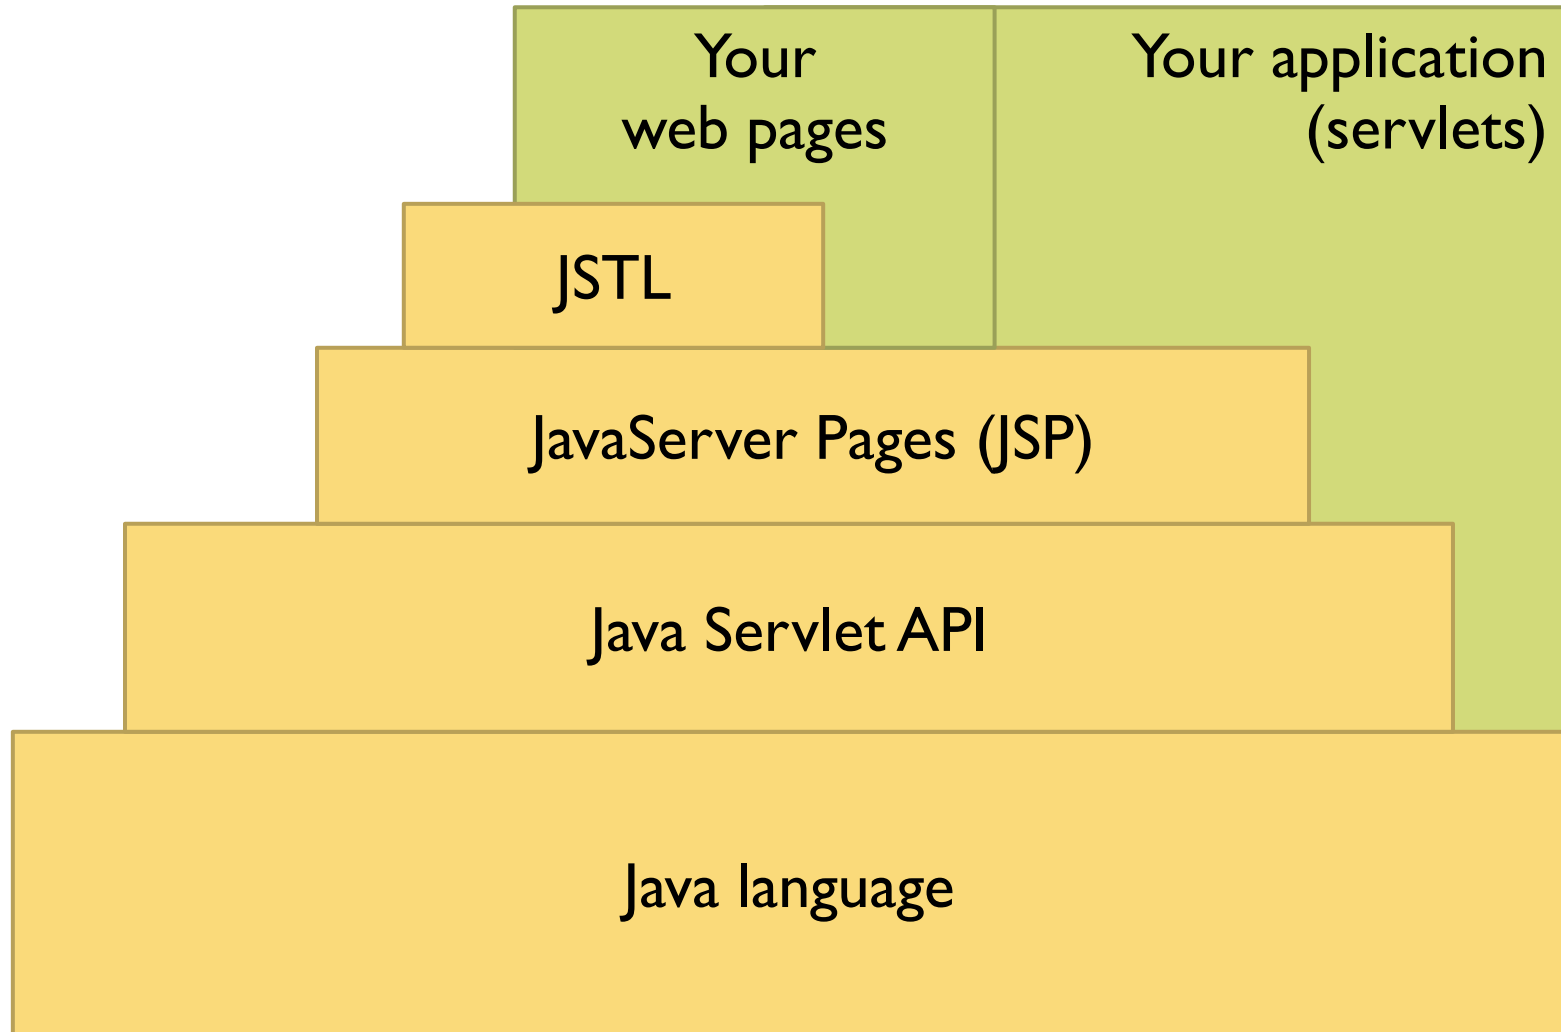 Your
web pages
Your application
(servlets)
JSTL
JavaServer Pages (JSP)
Java Servlet API
Java language